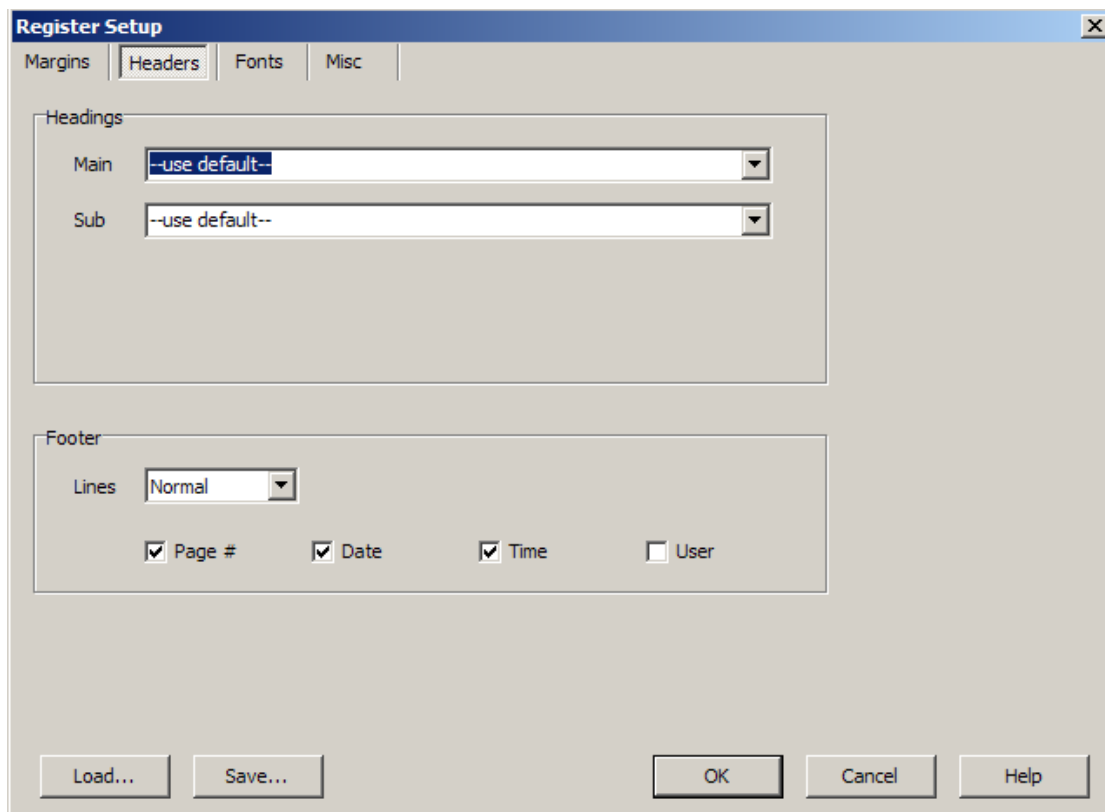 Register Setup
Margins Headers Fonts Misc
Headings
Main --use default--
Sub --use default--
Footer
Lines Normal
Page # Date Time User
Load... Save... OK Cancel Help